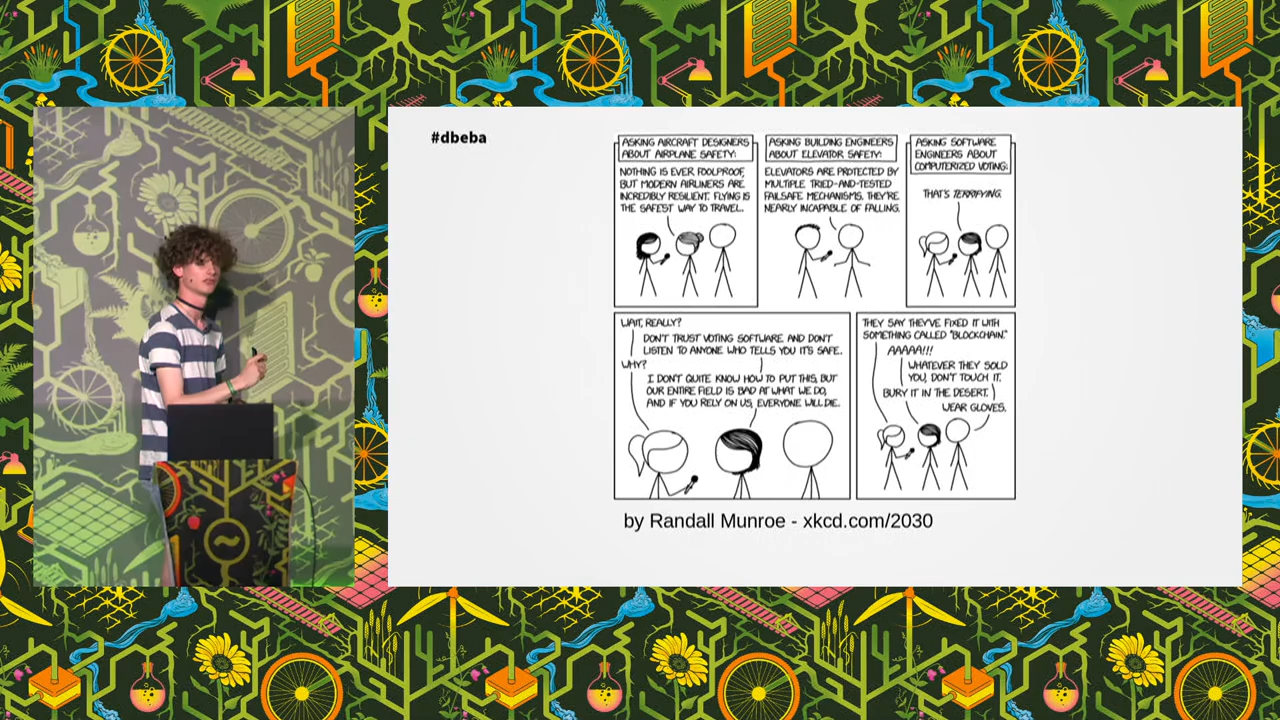 #dbeba
ASKING AIRCRAFT DESIGNERS
ABOUT AIRPLANE SAFETY:
NOTHING IS EVER FOOLPROOF,
BUT MODERN AIRLINERS ARE
INCREDIBLY RESILIENT. FLYING IS
THE SAFEST WAY TO TRAVEL.
ASKING BUILDING ENGINEERS
ABOUT ELEVATOR SAFETY:
ELEVATORS ARE PROTECTED BY
MULTIPLE TRIED-AND-TESTED
FAILSAFE MECHANISMS. THEY'RE
NEARLY INCAPABLE OF FALLING.
ASKING SOFTWARE
ENGINEERS ABOUT
COMPUTERIZED VOTING:
THAT'S TERRIFYING.
WAIT, REALLY?
DON'T TRUST VOTING SOFTWARE AND DON'T
LISTEN TO ANYONE WHO TELLS YOU IT'S SAFE.
WHY?
I DON'T QUITE KNOW HOW TO PUT THIS, BUT
OUR ENTIRE FIELD IS BAD AT WHAT WE DO,
AND IF YOU RELY ON US, EVERYONE WILL DIE.
THEY SAY THEY'VE FIXED IT WITH
SOMETHING CALLED "BLOCKCHAIN."
AAAAA!!!
WHATEVER THEY SOLD
YOU, DON'T TOUCH IT.
BURY IT IN THE DESERT.
WEAR GLOVES.
by Randall Munroe - xkcd.com/2030